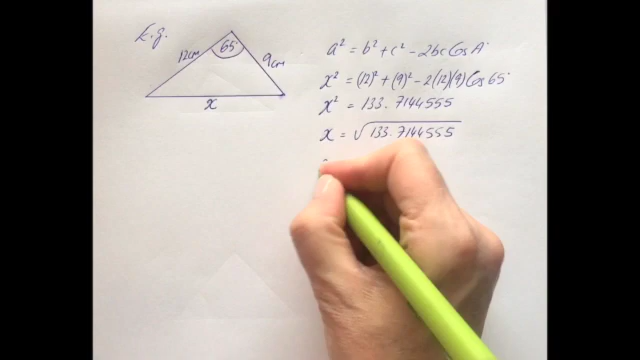 E.g.
12cm
65°
9cm
x
a² = b² + c² - 2bc Cos A
x² = (12)² + (9)² - 2(12)(9) Cos 65°
x² = 133.7144555
x = √133.7144555